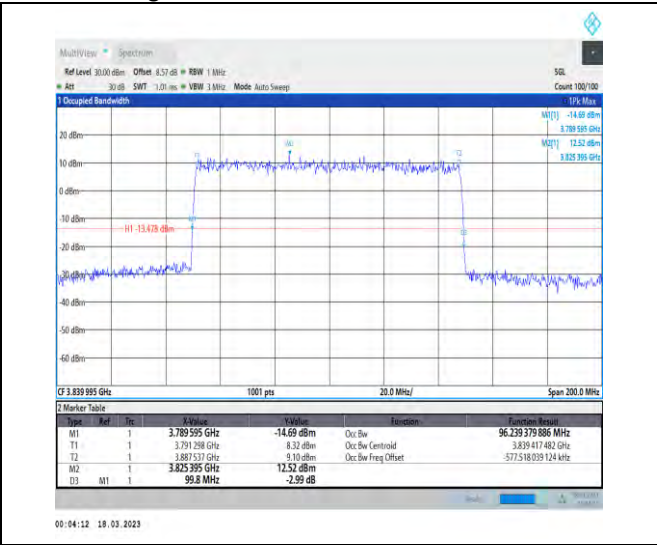 MultiView Spectrum
Ref Level 30.00 dBm Offset 8.57 dB RBW 1 MHz SGL
Att 30 dB SWT 1.01 ms VBW 3 MHz Mode Auto Sweep Count 100/100
1 Occupied Bandwidth 1Pk Max
M1[1] -14.69 dBm
3.789 595 GHz
M2[1] 12.52 dBm
3.825 395 GHz
20 dBm
M2
T1 T2
10 dBm
0 dBm
-10 dBm
M1
H1 -13.478 dBm
D3
-20 dBm
-30 dBm
-40 dBm
-50 dBm
-60 dBm
CF 3.839 995 GHz 1001 pts 20.0 MHz/ Span 200.0 MHz
2 Marker Table
Type Ref Trc X-Value Y-Value Function Function Result
M1 1 3.789 595 GHz -14.69 dBm Occ Bw 96.239 379 886 MHz
T1 1 3.791 298 GHz 8.32 dBm Occ Bw Centroid 3.839 417 482 GHz
T2 1 3.887 537 GHz 9.10 dBm Occ Bw Freq Offset -577.518 039 124 kHz
M2 1 3.825 395 GHz 12.52 dBm
D3 M1 1 99.8 MHz -2.99 dB
Ready
00:04:12 18.03.2023